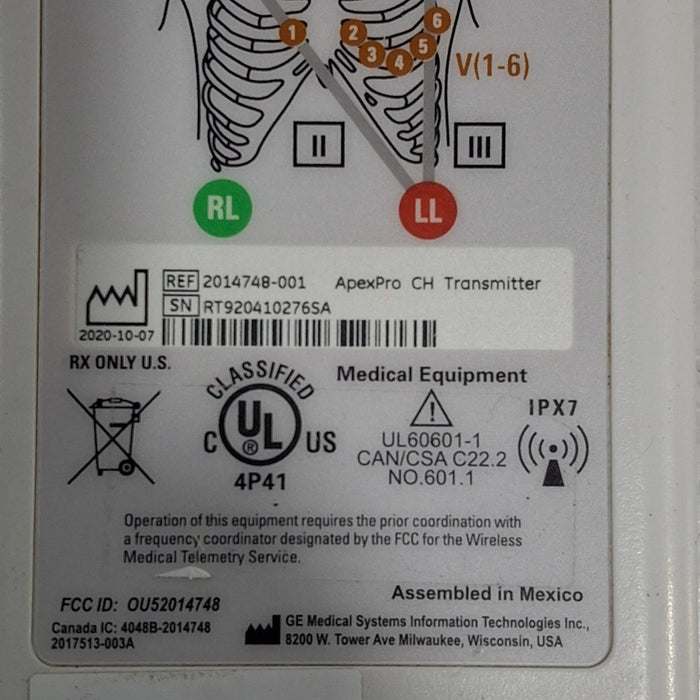 1 2 3 4 5 6
V(1-6)
II III
RL LL
REF 2014748-001 ApexPro CH Transmitter
SN RT920410276SA
2020-10-07
RX ONLY U.S.
CLASSIFIED
C UL ® US
4P41
Medical Equipment
UL60601-1
CAN/CSA C22.2
NO.601.1
IPX7
Operation of this equipment requires the prior coordination with
a frequency coordinator designated by the FCC for the Wireless
Medical Telemetry Service.
Assembled in Mexico
FCC ID: OU52014748
Canada IC: 4048B-2014748
2017513-003A
GE Medical Systems Information Technologies Inc.,
8200 W. Tower Ave Milwaukee, Wisconsin, USA